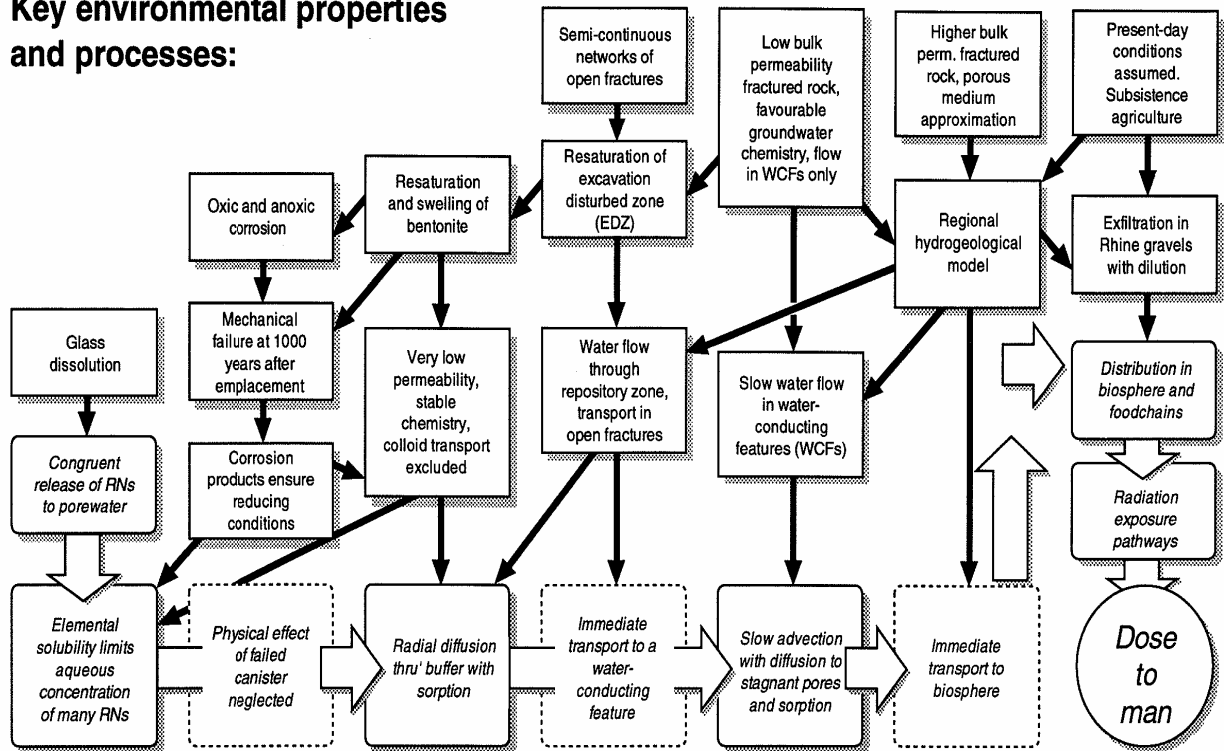 Key environmental properties
and processes:
Semi-continuous
networks of
open fractures
Low bulk
permeability
fractured rock,
favourable
groundwater
chemistry, flow
in WCFs only
Higher bulk
perm. fractured
rock, porous
medium
approximation
Present-day
conditions
assumed.
Subsistence
agriculture
Oxic and anoxic
corrosion
Resaturation
and swelling of
bentonite
Resaturation of
excavation
disturbed zone
(EDZ)
Regional
hydrogeological
model
Exfiltration in
Rhine gravels
with dilution
Glass
dissolution
Mechanical
failure at 1000
years after
emplacement
Very low
permeability,
stable
chemistry,
colloid transport
excluded
Water flow
through
repository zone,
transport in
open fractures
Slow water flow
in water-
conducting
features (WCFs)
Distribution in
biosphere and
foodchains
Congruent
release of RNs
to porewater
Corrosion
products ensure
reducing
conditions
Radiation
exposure
pathways
Elemental
solubility limits
aqueous
concentration
of many RNs
Physical effect
of failed
canister
neglected
Radial diffusion
thru' buffer with
sorption
Immediate
transport to a
water-
conducting
feature
Slow advection
with diffusion to
stagnant pores
and sorption
Immediate
transport to
biosphere
Dose
to
man